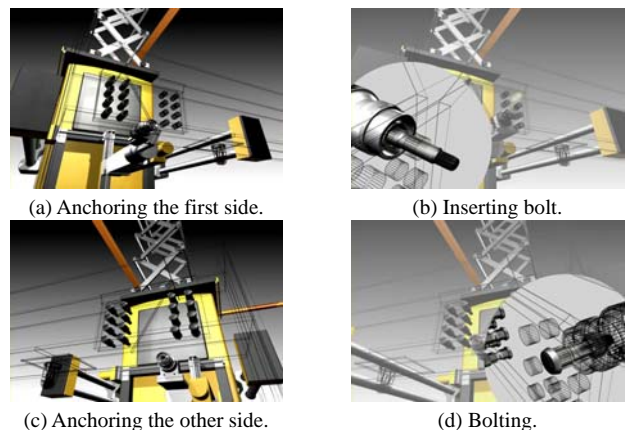 (a) Anchoring the first side.
(b) Inserting bolt.
(c) Anchoring the other side.
(d) Bolting.